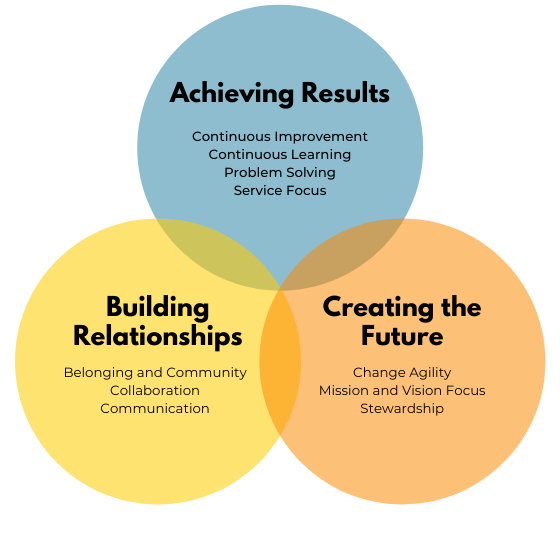 Achieving Results
Continuous Improvement
Continuous Learning
Problem Solving
Service Focus
Building
Relationships
Belonging and Community
Collaboration
Communication
Creating the
Future
Change Agility
Mission and Vision Focus
Stewardship